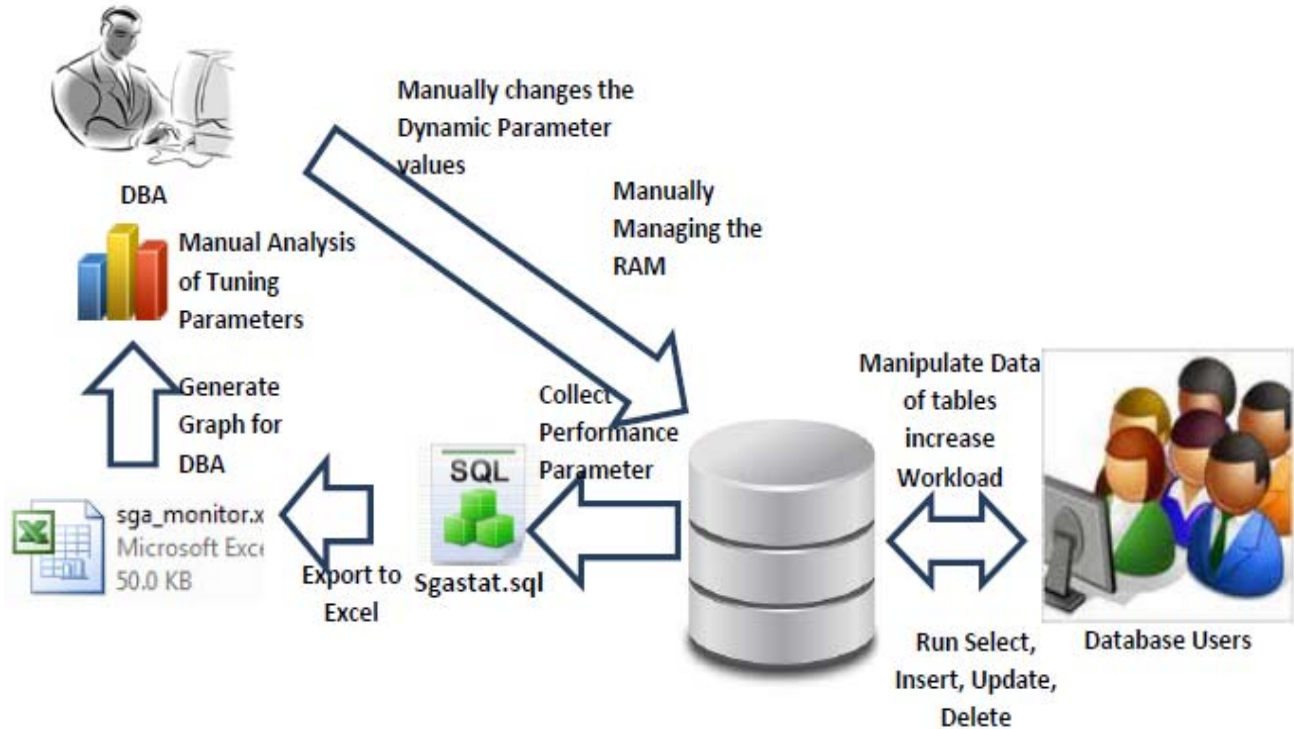 Manually changes the
Dynamic Parameter
values
DBA
Manually
Managing the
RAM
Manual Analysis
of Tuning
Parameters
Generate
Graph for
DBA
Collect
Performance
Parameter
Manipulate Data
of tables
increase
Workload
SQL
Sgastat.sql
sga_monitor.x
Microsoft Exce
50.0 KB
Export to
Excel
Database Users
Run Select,
Insert, Update,
Delete